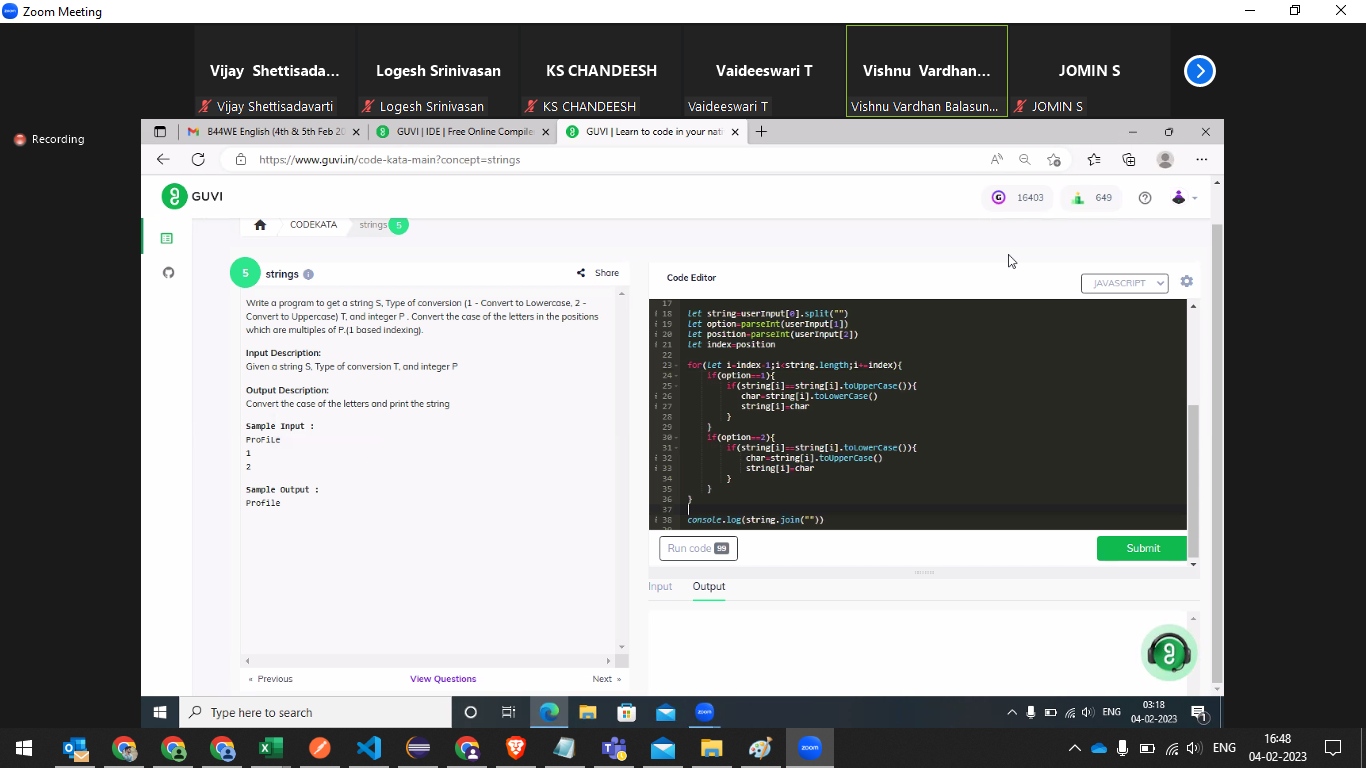 Zoom Meeting
Vijay Shettisada...
Logesh Srinivasan
KS CHANDEESH
Vaideeswari T
Vishnu Vardhan...
JOMIN S
Vijay Shettisadavarti
Logesh Srinivasan
KS CHANDEESH
Vaideeswari T
Vishnu Vardhan Balasun...
JOMIN S
Recording
B44WE English (4th & 5th Feb 20
GUVI | IDE | Free Online Compile
GUVI | Learn to code in your nati
https://www.guvi.in/code-kata-main?concept=strings
GUVI
G 16403
649
CODEKATA
strings 5
5 strings
Share
Write a program to get a string S, Type of conversion (1 - Convert to Lowercase, 2 -
Convert to Uppercase) T, and integer P . Convert the case of the letters in the positions
which are multiples of P.(1 based indexing).
Input Description:
Given a string S, Type of conversion T, and integer P
Output Description:
Convert the case of the letters and print the string
Sample Input :
ProFiLe
1
2
Sample Output :
Profile
« Previous
View Questions
Next »
Code Editor
JAVASCRIPT
17
18 let string=userInput[0].split("")
19 let option=parseInt(userInput[1])
20 let position=parseInt(userInput[2])
21 let index=position
22
23 for(let i=index-1;i<string.length;i+=index){
24 if(option==1){
25 if(string[i]==string[i].toUpperCase()){
26 char=string[i].toLowerCase()
27 string[i]=char
28 }
29 }
30 if(option==2){
31 if(string[i]==string[i].toLowerCase()){
32 char=string[i].toUpperCase()
33 string[i]=char
34 }
35 }
36 }
37
38 console.log(string.join(""))
Run code 99
Submit
Input
Output
Type here to search
zoom
ENG
03:18
04-02-2023
1
zoom
ENG
16:48
04-02-2023